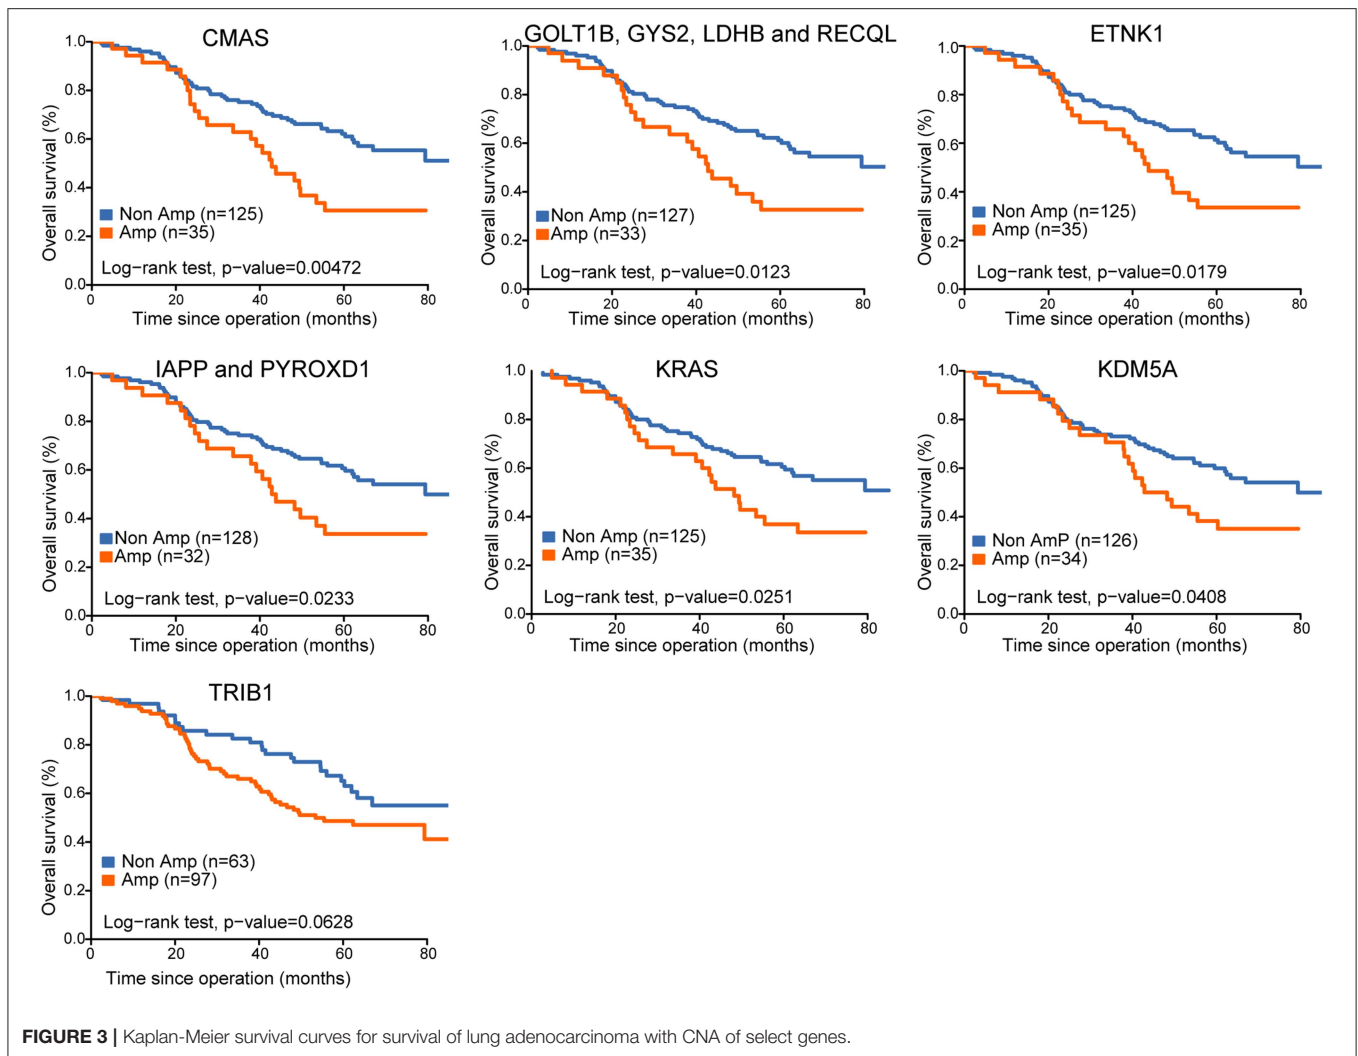 CMAS
Overall survival (%)
1.0
0.8
0.6
0.4
0.2
0.0
Non Amp (n=125)
Amp (n=35)
Log−rank test, p−value=0.00472
0 20 40 60 80
Time since operation (months)
GOLT1B, GYS2, LDHB and RECQL
Overall survival (%)
1.0
0.8
0.6
0.4
0.2
0.0
Non Amp (n=127)
Amp (n=33)
Log−rank test, p−value=0.0123
0 20 40 60 80
Time since operation (months)
ETNK1
Overall survival (%)
1.0
0.8
0.6
0.4
0.2
0.0
Non Amp (n=125)
Amp (n=35)
Log−rank test, p−value=0.0179
0 20 40 60 80
Time since operation (months)
IAPP and PYROXD1
Overall survival (%)
1.0
0.8
0.6
0.4
0.2
0.0
Non Amp (n=128)
Amp (n=32)
Log−rank test, p−value=0.0233
0 20 40 60 80
Time since operation (months)
KRAS
Overall survival (%)
1.0
0.8
0.6
0.4
0.2
0.0
Non Amp (n=125)
Amp (n=35)
Log−rank test, p−value=0.0251
0 20 40 60 80
Time since operation (months)
KDM5A
Overall survival (%)
1.0
0.8
0.6
0.4
0.2
0.0
Non AmP (n=126)
Amp (n=34)
Log−rank test, p−value=0.0408
0 20 40 60 80
Time since operation (months)
TRIB1
Overall survival (%)
1.0
0.8
0.6
0.4
0.2
0.0
Non Amp (n=63)
Amp (n=97)
Log−rank test, p−value=0.0628
0 20 40 60 80
Time since operation (months)
FIGURE 3 | Kaplan-Meier survival curves for survival of lung adenocarcinoma with CNA of select genes.